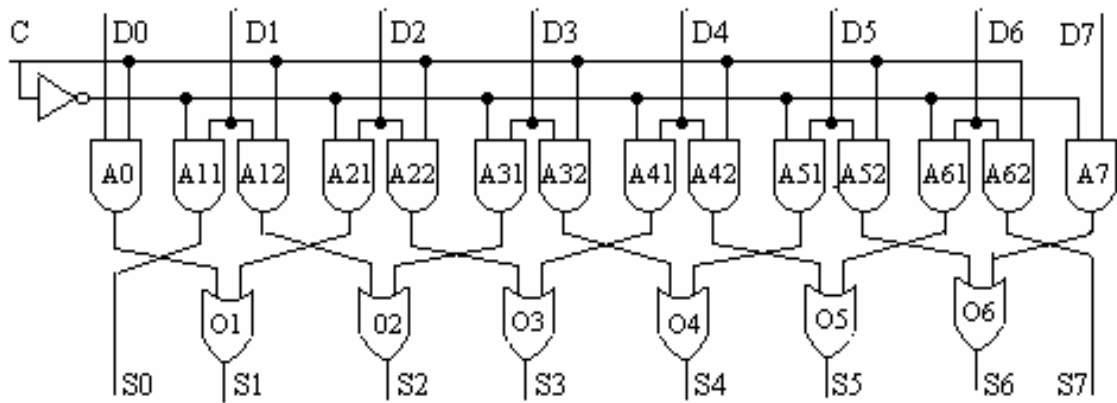 C D0 D1 D2 D3 D4 D5 D6 D7
A0 A11 A12 A21 A22 A31 A32 A41 A42 A51 A52 A61 A62 A7
O1 02 O3 O4 O5 O6
S0 S1 S2 S3 S4 S5 S6 S7